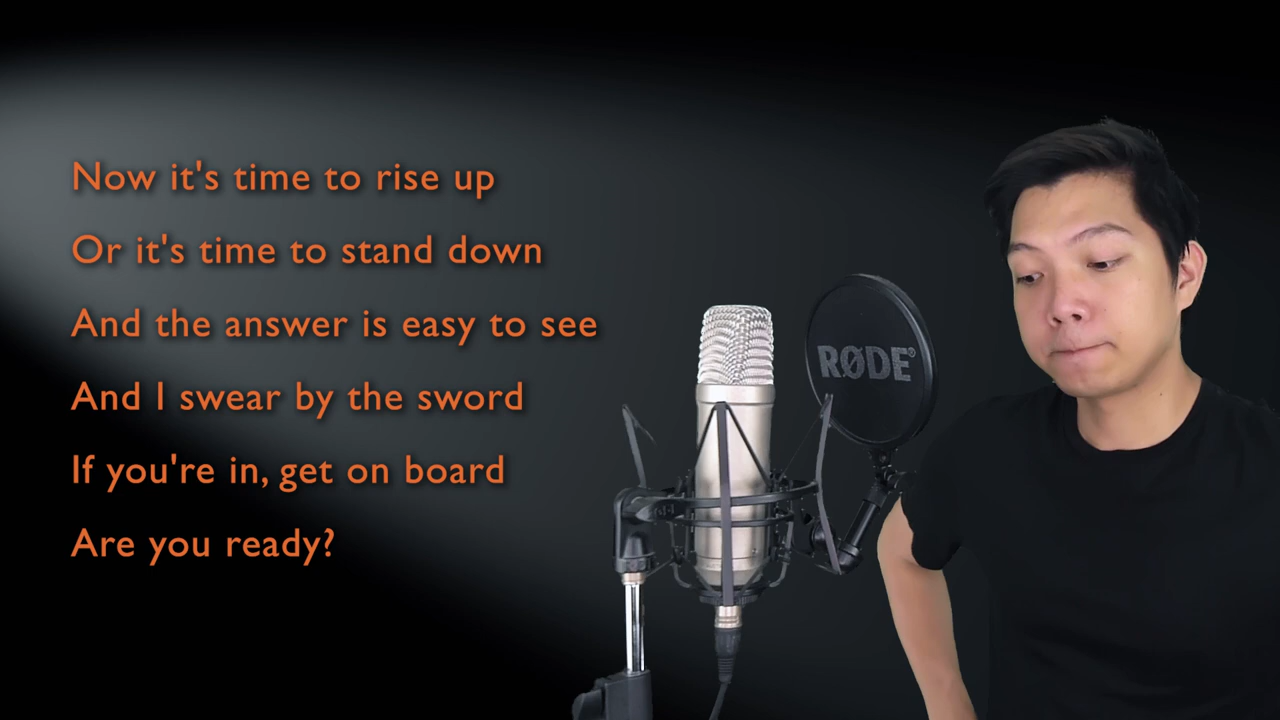 Now it's time to rise up
Or it's time to stand down
And the answer is easy to see
And I swear by the sword
If you're in, get on board
Are you ready?
RØDE®